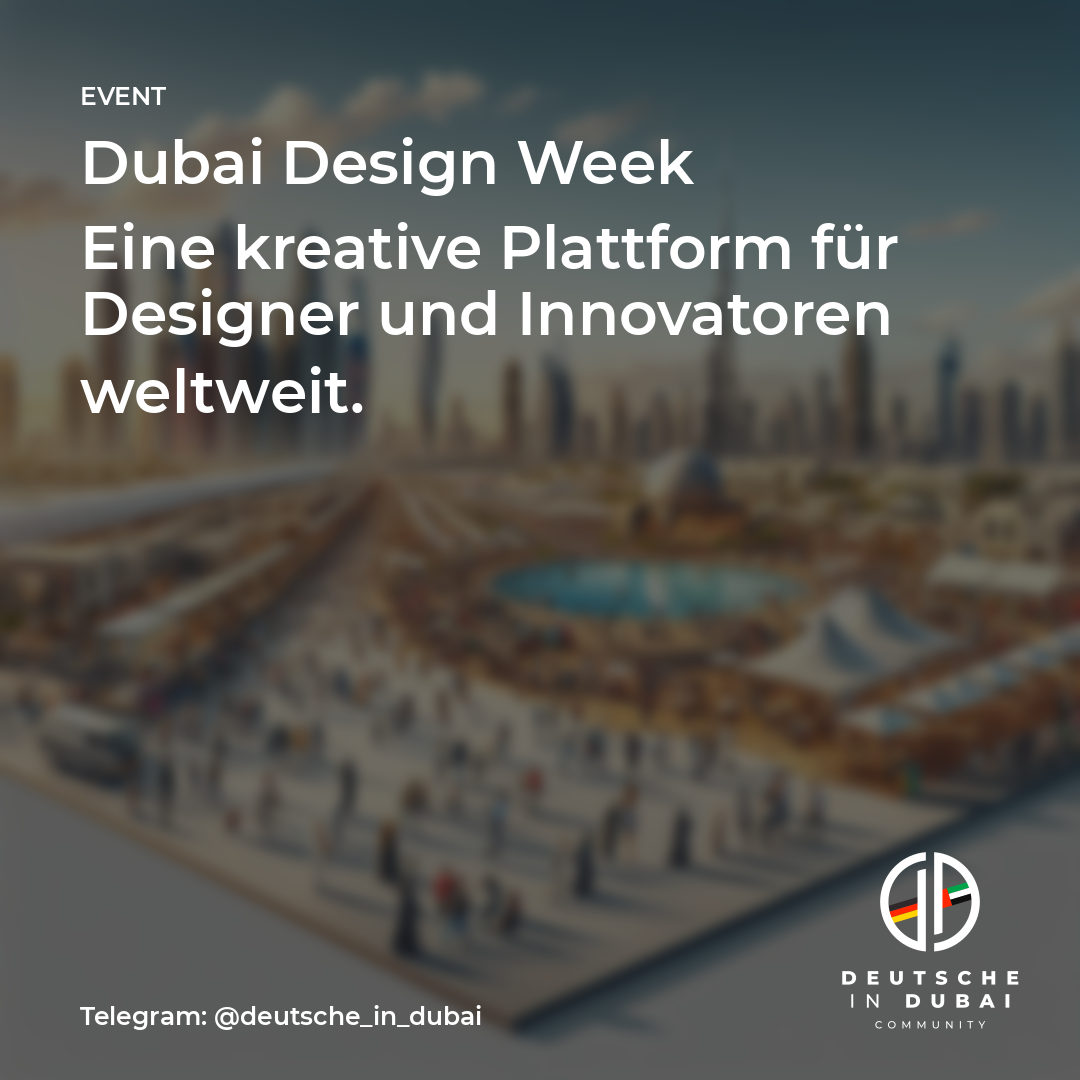 EVENT
Dubai Design Week
Eine kreative Plattform für
Designer und Innovatoren
weltweit.
Telegram: @deutsche_in_dubai
DEUTSCHE
IN DUBAI
COMMUNITY